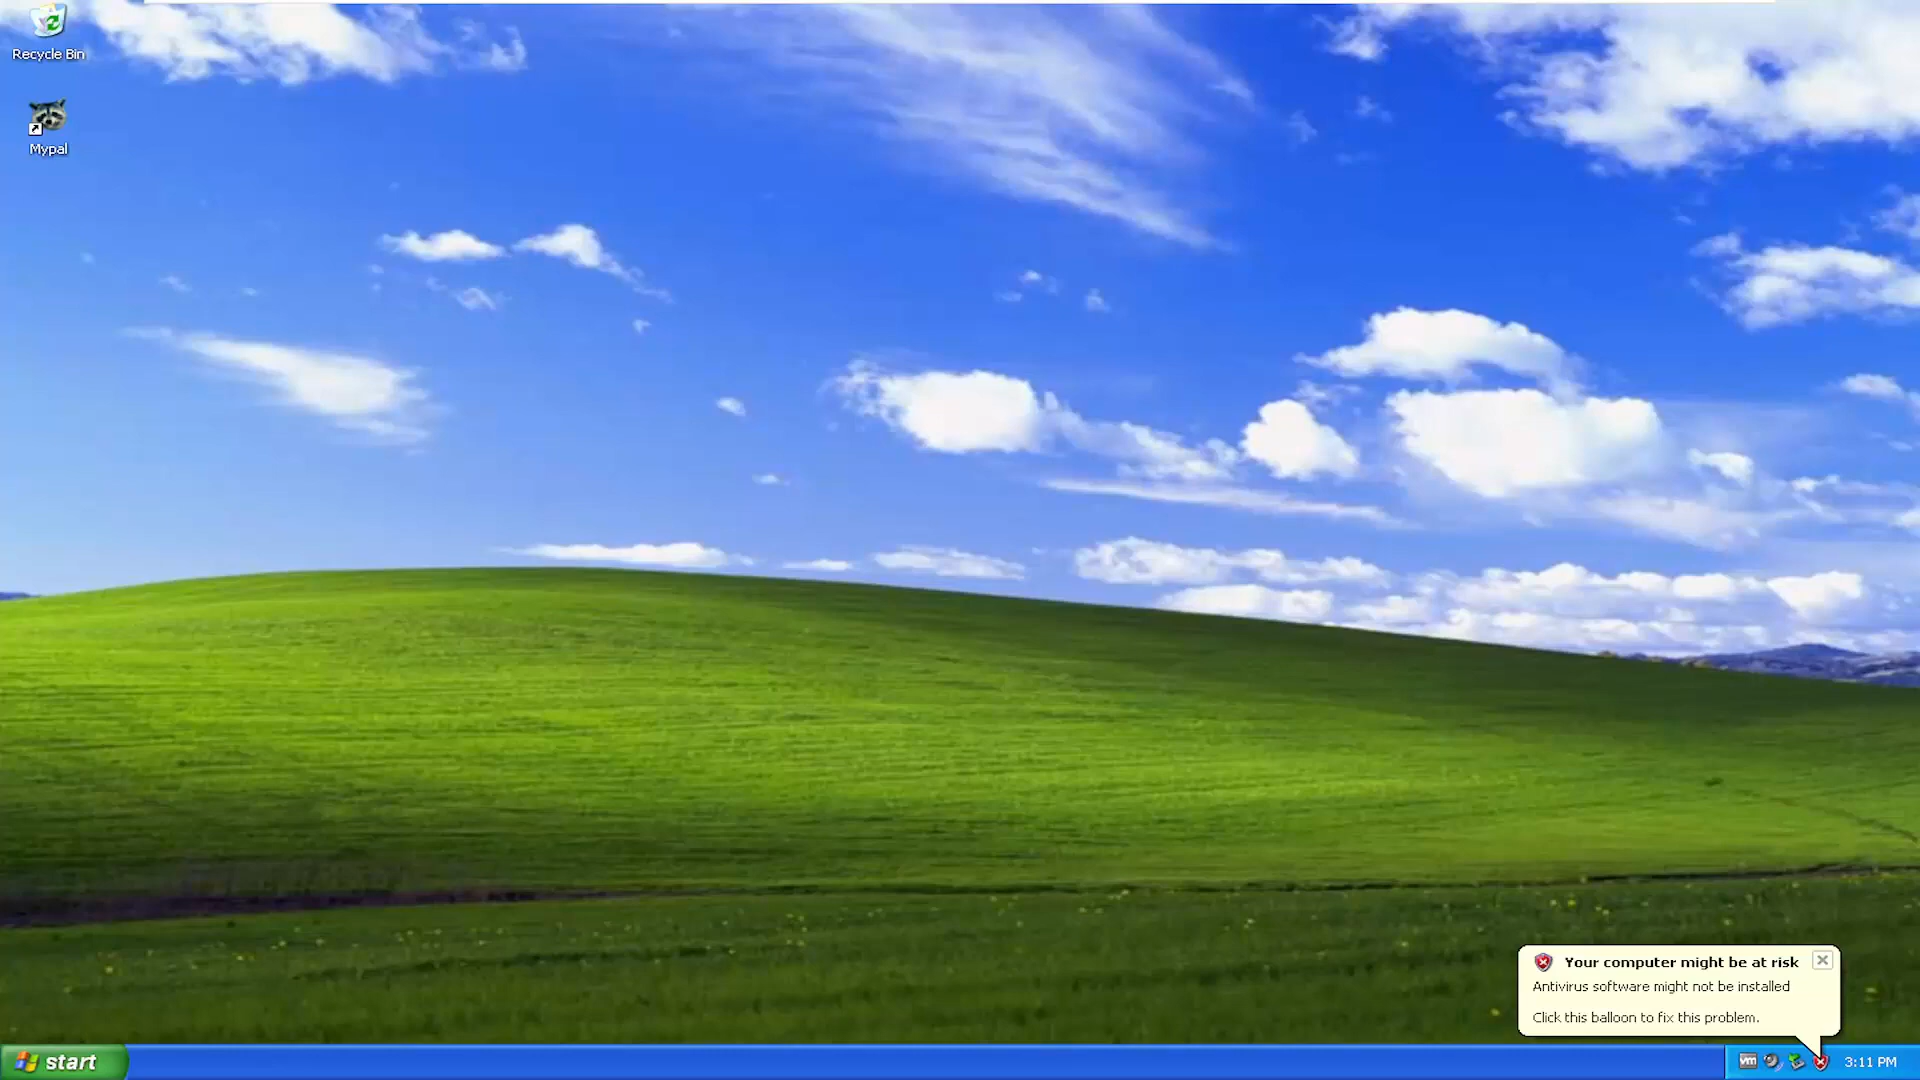 Recycle Bin
Mypal
Your computer might be at risk
Antivirus software might not be installed
Click this balloon to fix this problem.
start
vm
3:11 PM